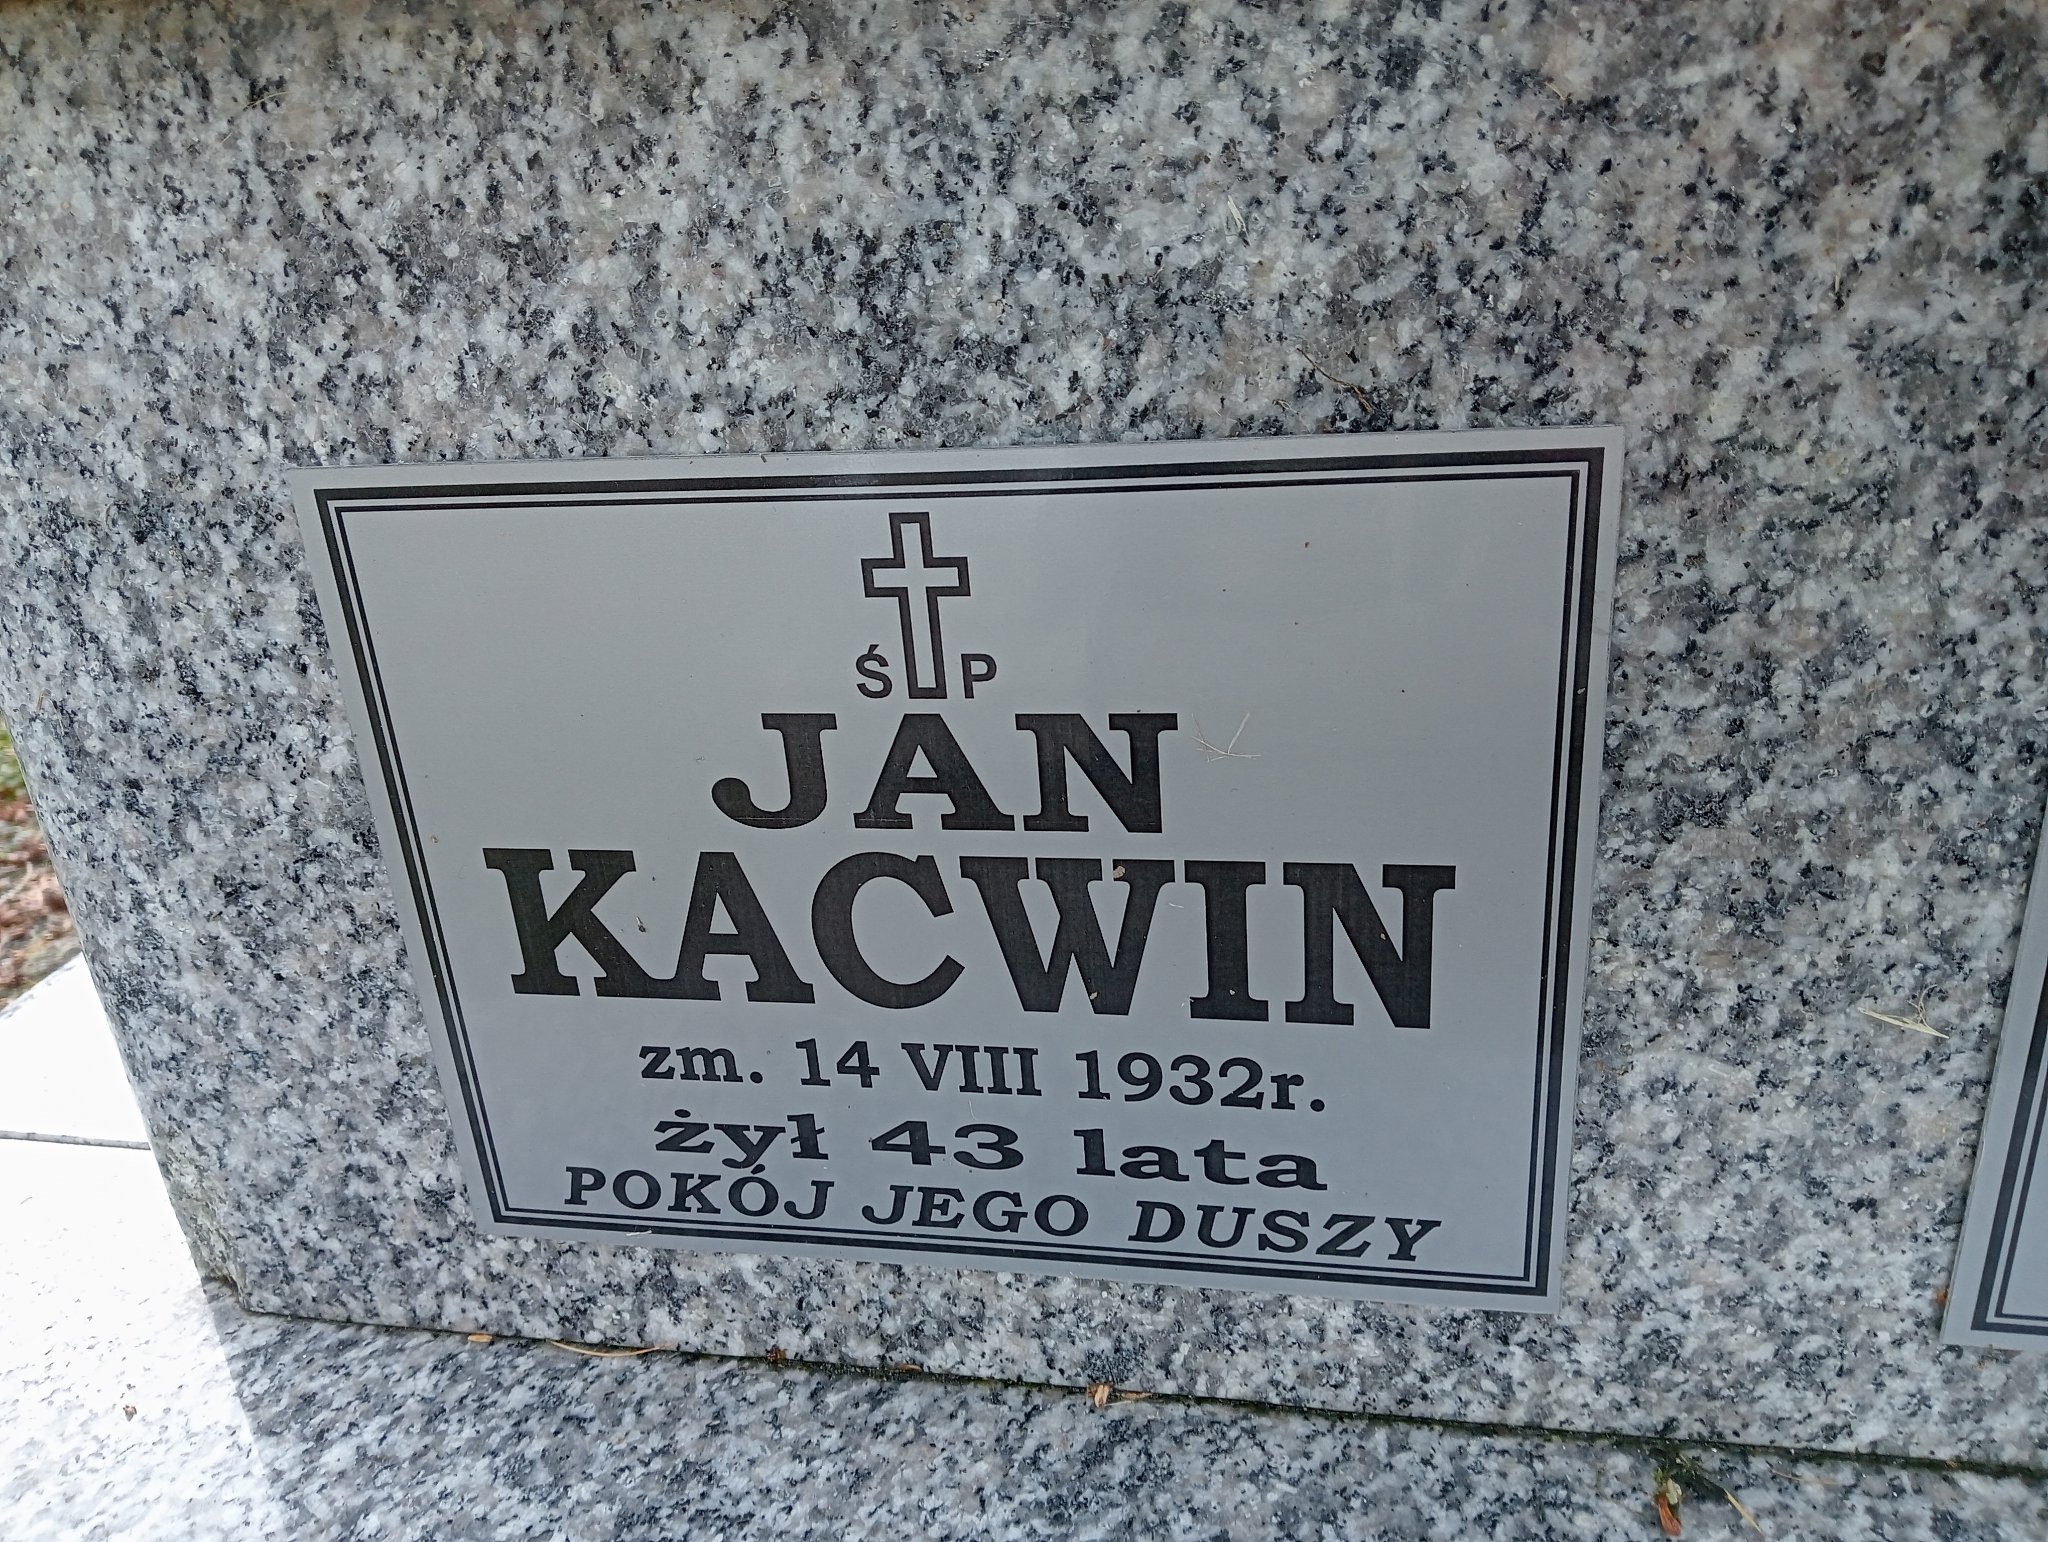 Ś P
JAN
KACWIN
zm. 14 VIII 1932r.
żył 43 lata
POKÓJ JEGO DUSZY